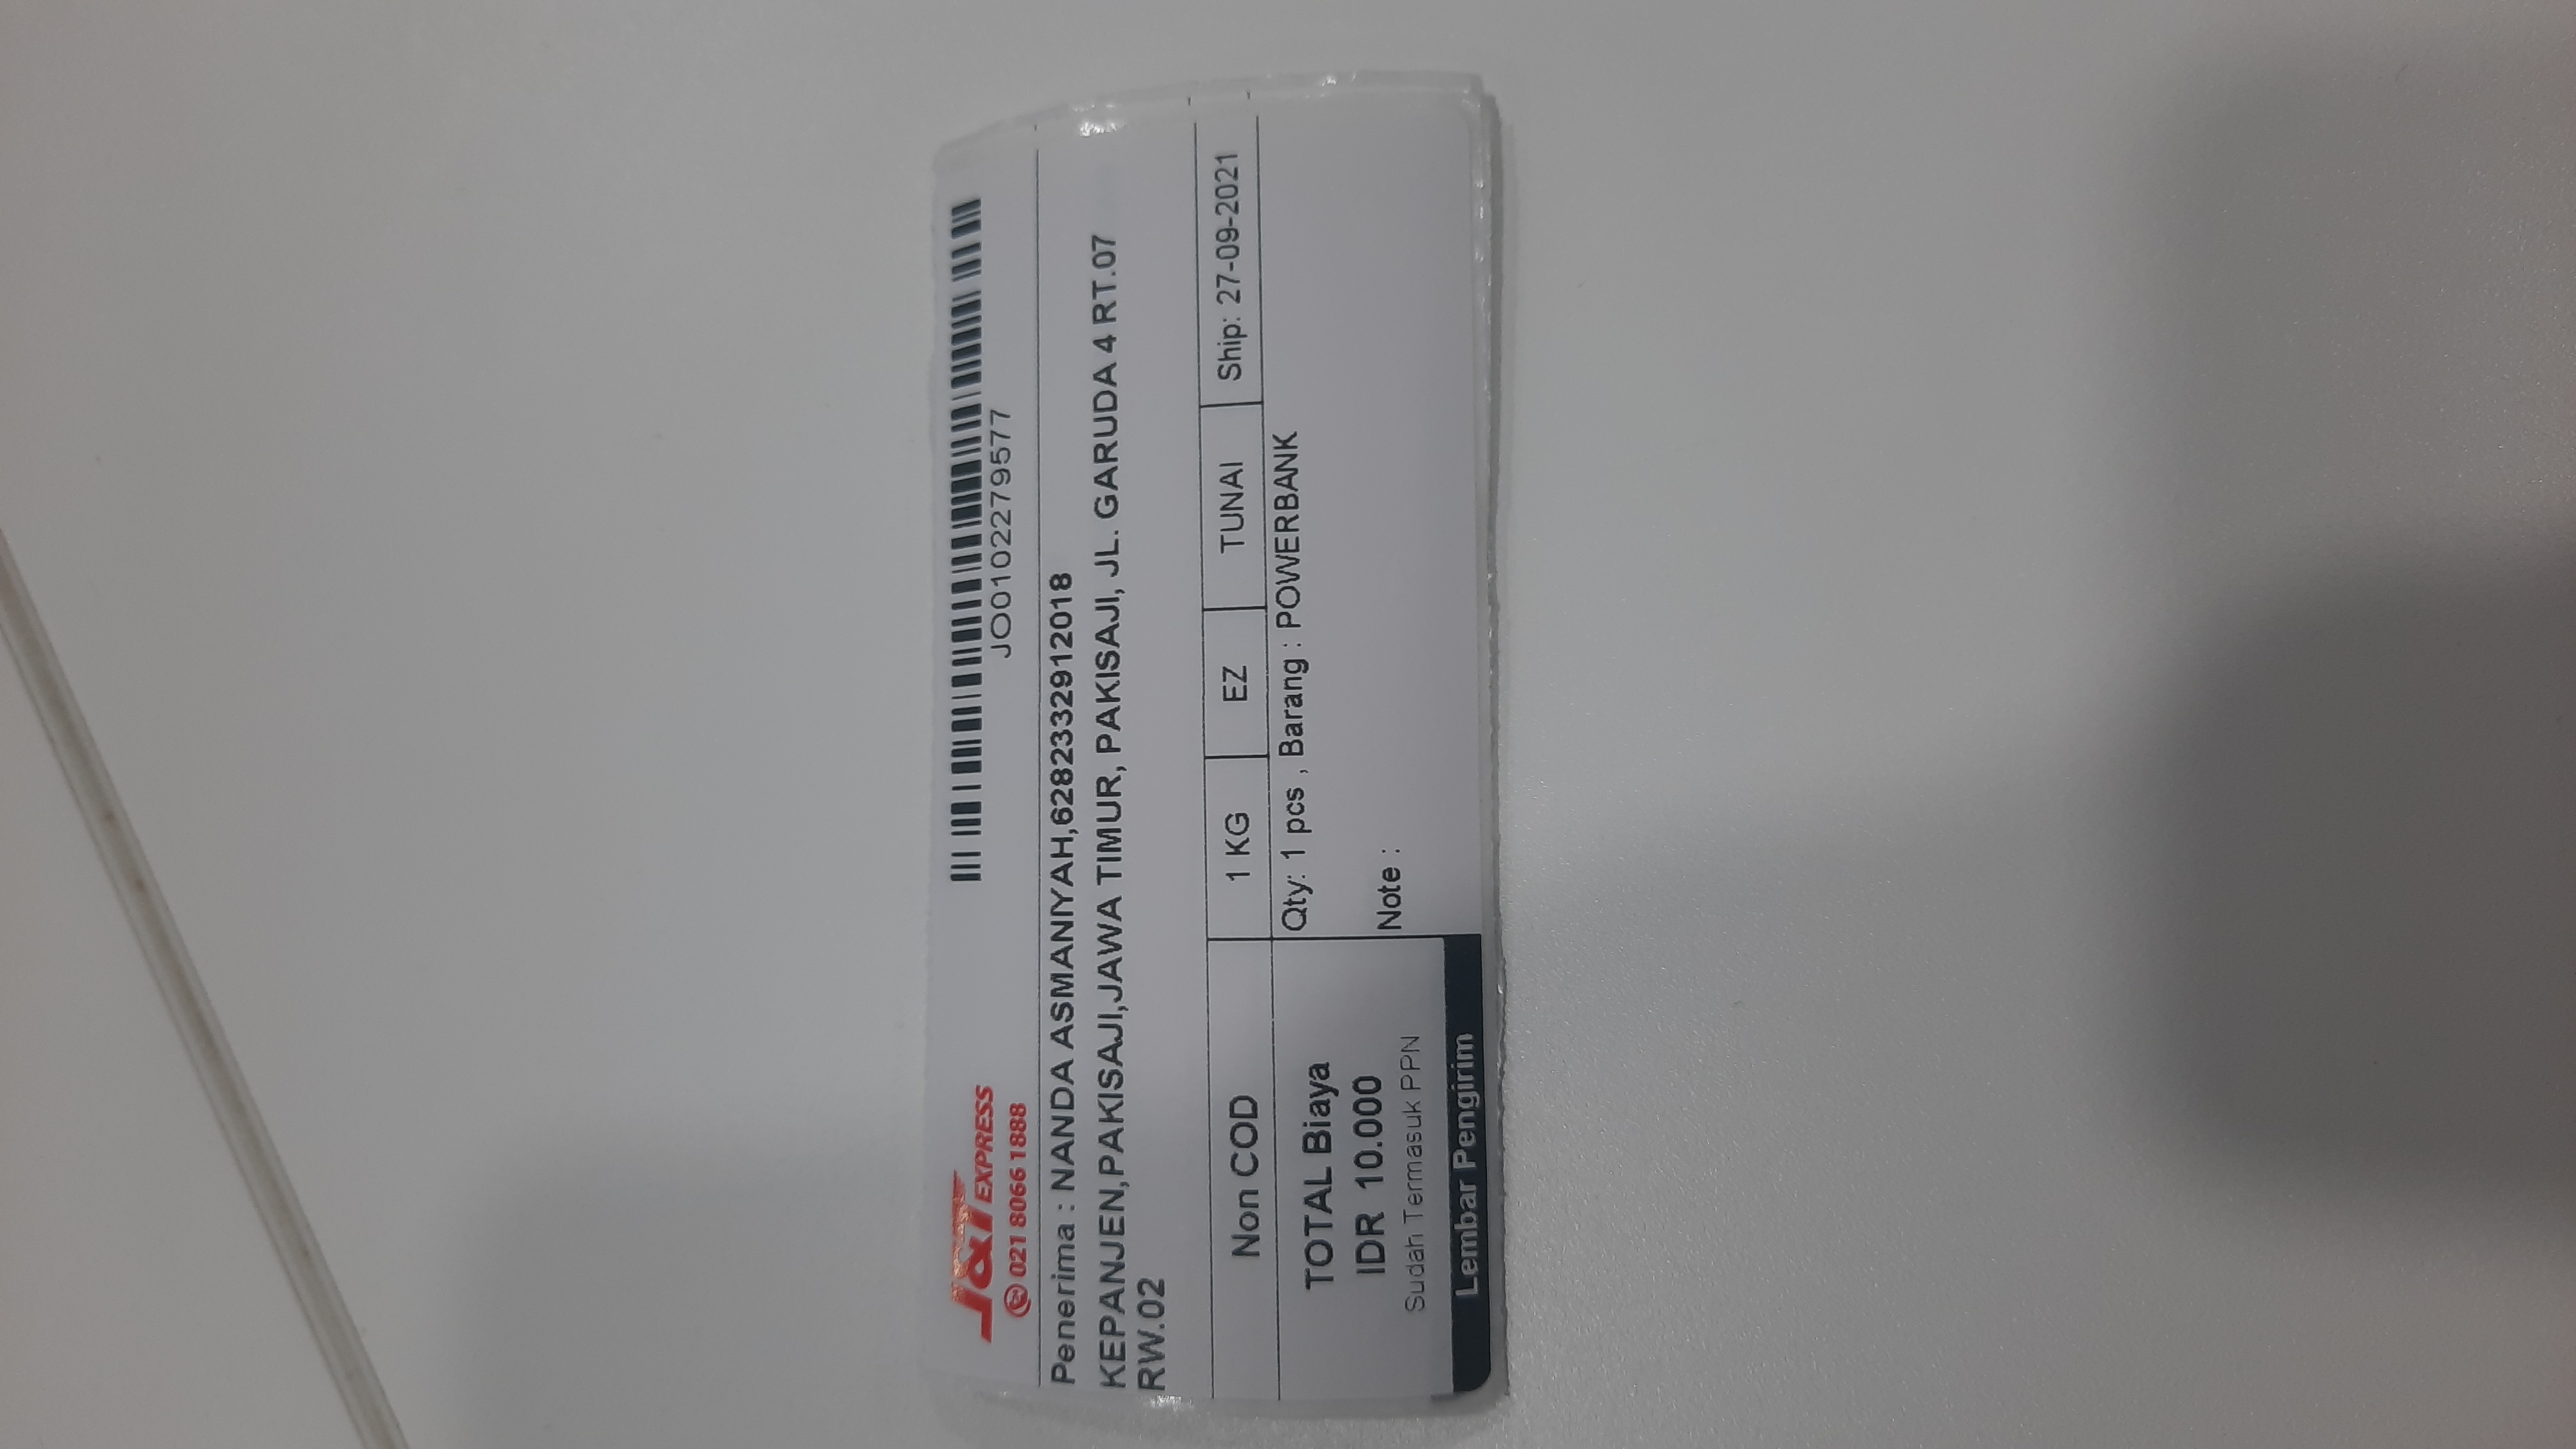 J&T EXPRESS
021 8066 1888
JO0102279577
Penerima : NANDA ASMANIYAH,6282332912018
KEPANJEN,PAKISAJI,JAWA TIMUR, PAKISAJI, JL. GARUDA 4 RT.07
RW.02
Non COD
1 KG
EZ
TUNAI
Ship: 27-09-2021
TOTAL Biaya
IDR 10.000
Sudah Termasuk PPN
Lembar Pengirim
Qty: 1 pcs , Barang : POWERBANK
Note :